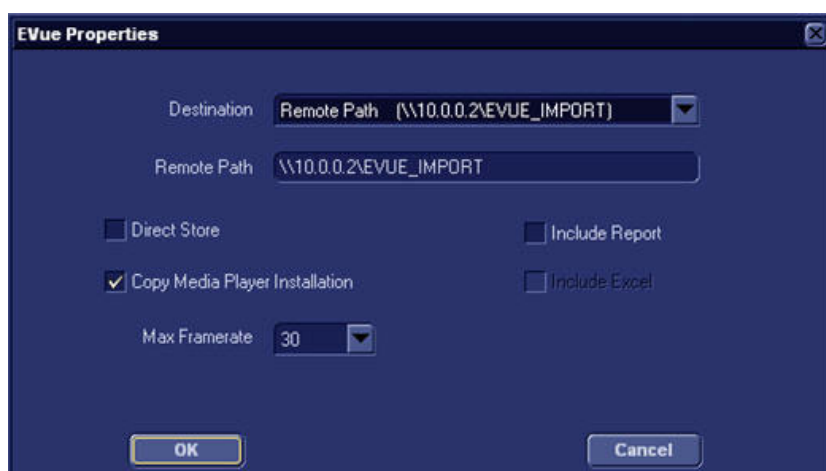 EVue Properties
Destination Remote Path (\\10.0.0.2\EVUE_IMPORT)
Remote Path \\10.0.0.2\EVUE_IMPORT
Direct Store Include Report
Copy Media Player Installation Include Excel
Max Framerate 30
OK Cancel